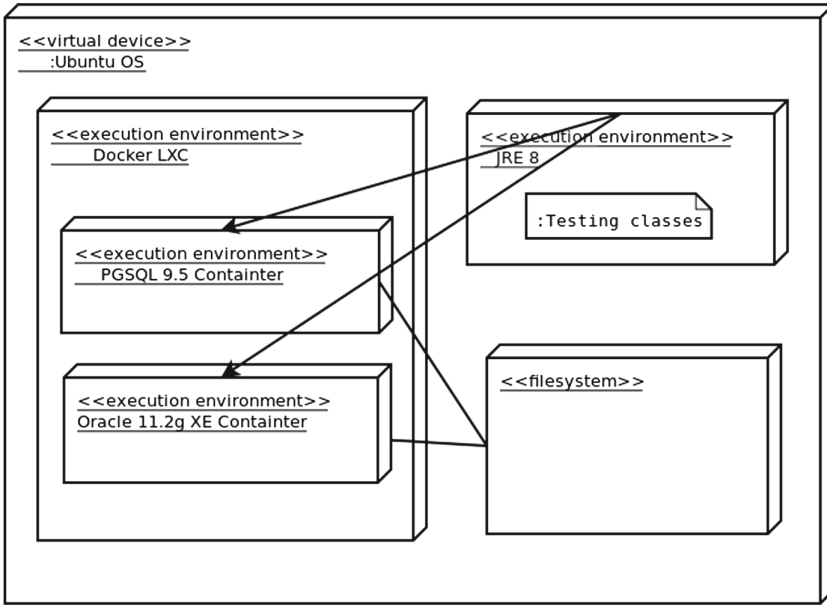 <<virtual device>>
:Ubuntu OS
<<execution environment>>
Docker LXC
<<execution environment>>
JRE 8
:Testing classes
<<execution environment>>
PGSQL 9.5 Containter
<<execution environment>>
Oracle 11.2g XE Containter
<<filesystem>>